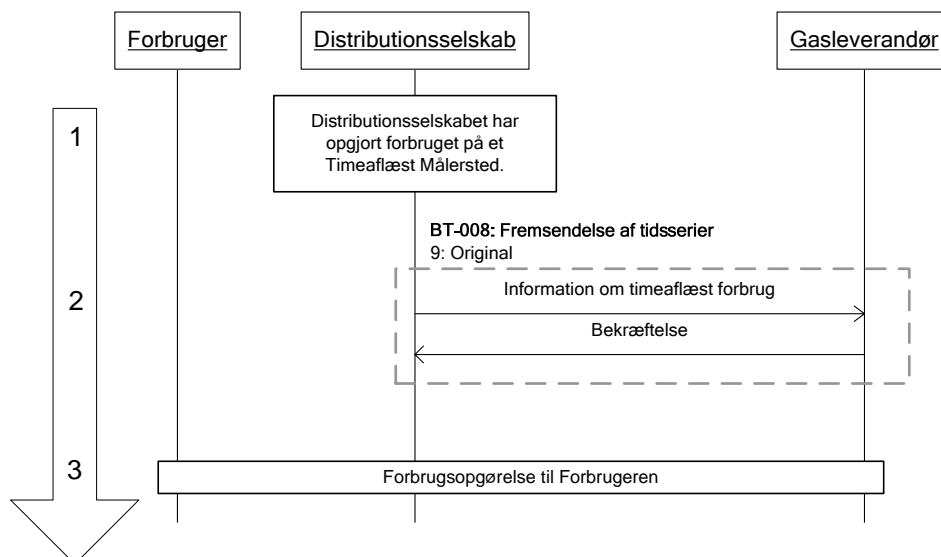 Forbruger
Distributionsselskab
Gasleverandør
1
Distributionsselskabet har
opgjort forbruget på et
Timeaflæst Målersted.
BT-008: Fremsendelse af tidsserier
9: Original
2
Information om timeaflæst forbrug
Bekræftelse
3
Forbrugsopgørelse til Forbrugeren